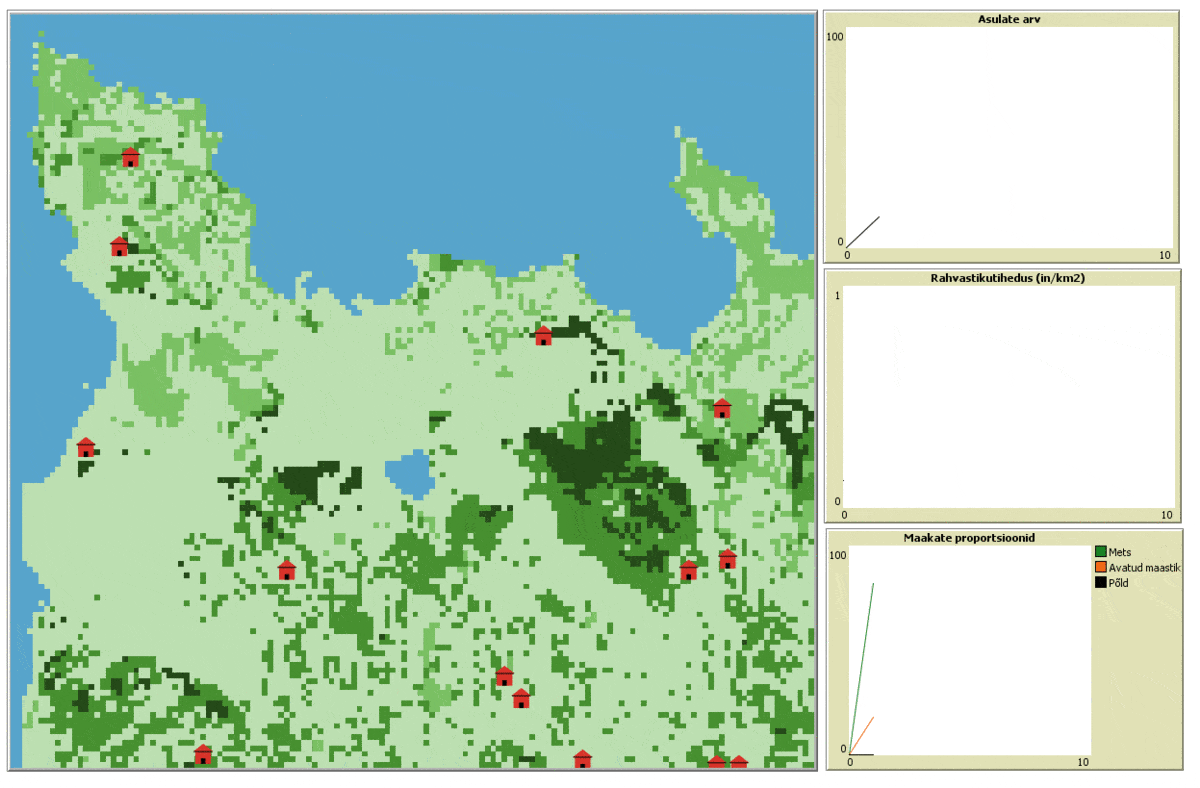 Asulate arv
100
0
0 10
Rahvastikutihedus (in/km2)
1
0
0 10
Maakate proportsioonid
100
Mets
Avatud maastik
Põld
0
0 10